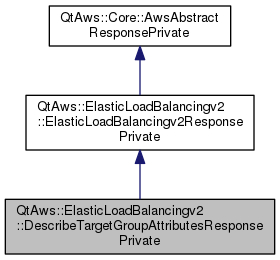 QtAws::Core::AwsAbstract
ResponsePrivate
QtAws::ElasticLoadBalancingv2
::ElasticLoadBalancingv2Response
Private
QtAws::ElasticLoadBalancingv2
::DescribeTargetGroupAttributesResponse
Private